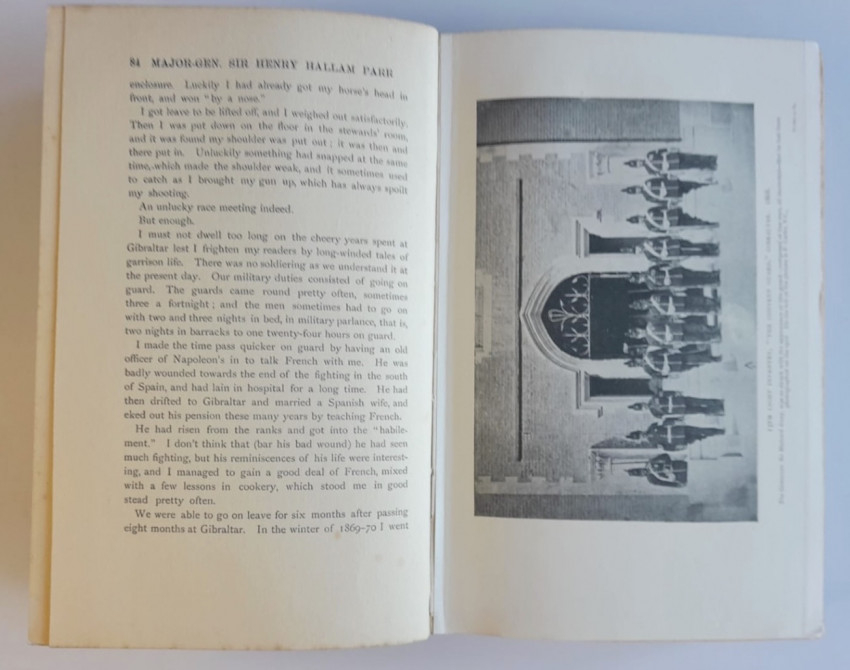 84 MAJOR-GEN. SIR HENRY HALLAM PARR
enclosure. Luckily I had already got my horse's head in
front, and won "by a nose."
I got leave to be lifted off, and I weighed out satisfactorily.
Then I was put down on the floor in the stewards' room,
and it was found my shoulder was put out; it was then and
there put in. Unluckily something had snapped at the same
time, which made the shoulder weak, and it sometimes used
to catch as I brought my gun up, which has always spoilt
my shooting.
An unlucky race meeting indeed.
But enough.
I must not dwell too long on the cheery years spent at
Gibraltar lest I frighten my readers by long-winded tales of
garrison life. There was no soldiering as we understand it at
the present day. Our military duties consisted of going on
guard. The guards came round pretty often, sometimes
three a fortnight; and the men sometimes had to go on
with two and three nights in bed, in military parlance, that is,
two nights in barracks to one twenty-four hours on guard.
I made the time pass quicker on guard by having an old
officer of Napoleon's in to talk French with me. He was
badly wounded towards the end of the fighting in the south
of Spain, and had lain in hospital for a long time. He had
then drifted to Gibraltar and married a Spanish wife, and
eked out his pension these many years by teaching French.
He had risen from the ranks and got into the "habile-
ment." I don't think that (bar his bad wound) he had seen
much fighting, but his reminiscences of his life were interest-
ing, and I managed to gain a good deal of French, mixed
with a few lessons in cookery, which stood me in good
stead pretty often.
We were able to go on leave for six months after passing
eight months at Gibraltar. In the winter of 1869-70 I went